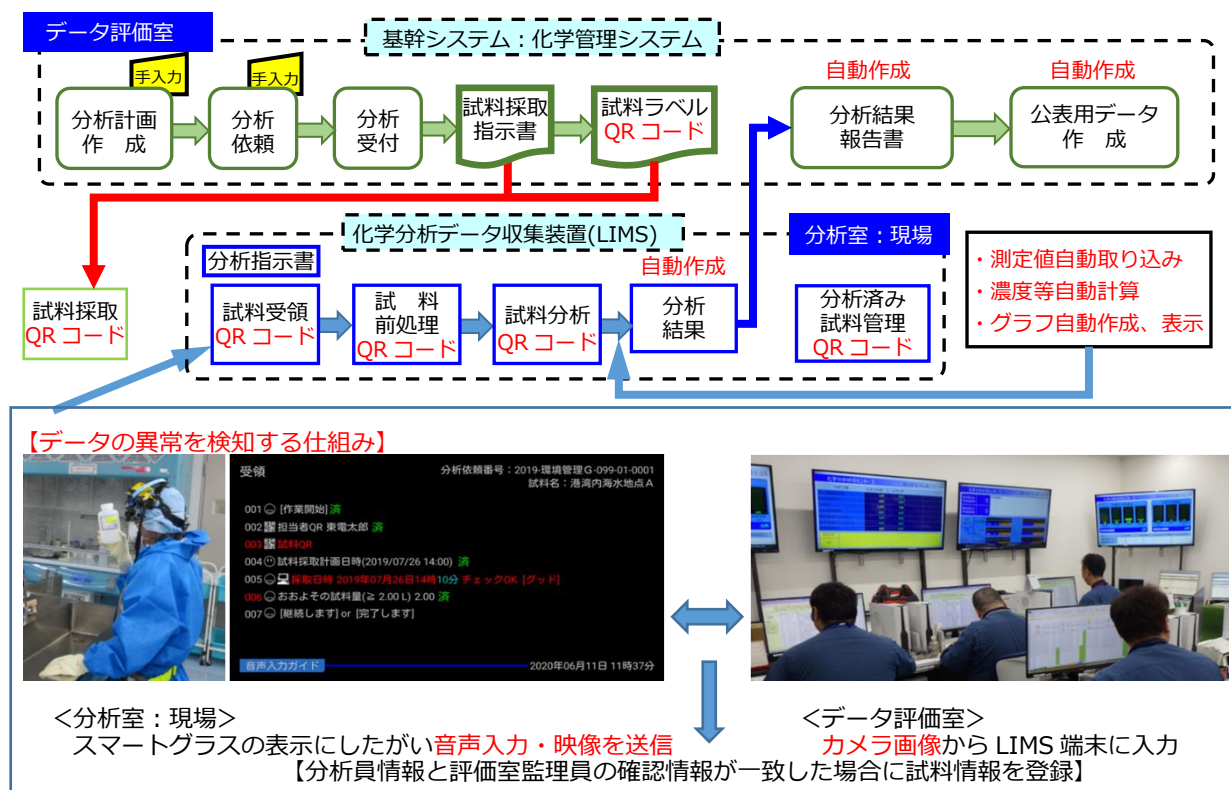 データ評価室
基幹システム：化学管理システム
手入力
手入力
分析計画
作　成
分析
依頼
分析
受付
試料採取
指示書
試料ラベル
QR コード
自動作成
分析結果
報告書
自動作成
公表用データ
作　成
化学分析データ収集装置(LIMS)
分析室：現場
分析指示書
試料採取
QR コード
試料受領
QR コード
試　料
前処理
QR コード
試料分析
QR コード
自動作成
分析
結果
分析済み
試料管理
QR コード
・測定値自動取り込み
・濃度等自動計算
・グラフ自動作成、表示
【データの異常を検知する仕組み】
受領
分析依頼番号：2019-環境管理G-099-01-0001
試料名：港湾内海水地点A
001 [作業開始] 済
002 担当者QR 東電太郎 済
003 試料QR
004 試料採取計画日時(2019/07/26 14:00) 済
005 採取日時 2019年07月26日14時10分 チェックOK [グッド]
006 おおよその試料量(≧ 2.00 L) 2.00 済
007 [継続します] or [完了します]
音声入力ガイド
2020年06月11日 11時37分
＜分析室：現場＞
スマートグラスの表示にしたがい音声入力・映像を送信
＜データ評価室＞
カメラ画像から LIMS 端末に入力
【分析員情報と評価室監理員の確認情報が一致した場合に試料情報を登録】